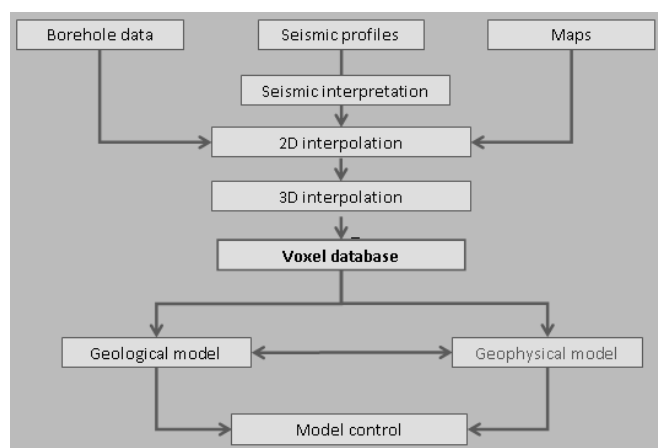 Borehole data
Seismic profiles
Maps
Seismic interpretation
2D interpolation
3D interpolation
Voxel database
Geological model
Geophysical model
Model control